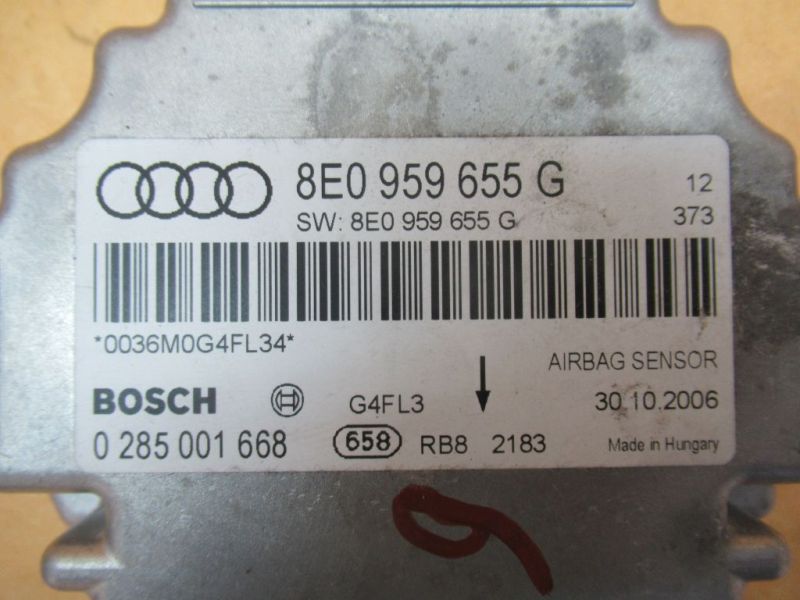 8E0 959 655 G 12
SW: 8E0 959 655 G 373
*0036M0G4FL34*
AIRBAG SENSOR
BOSCH G4FL3 30.10.2006
0 285 001 668 658 RB8 2183 Made in Hungary